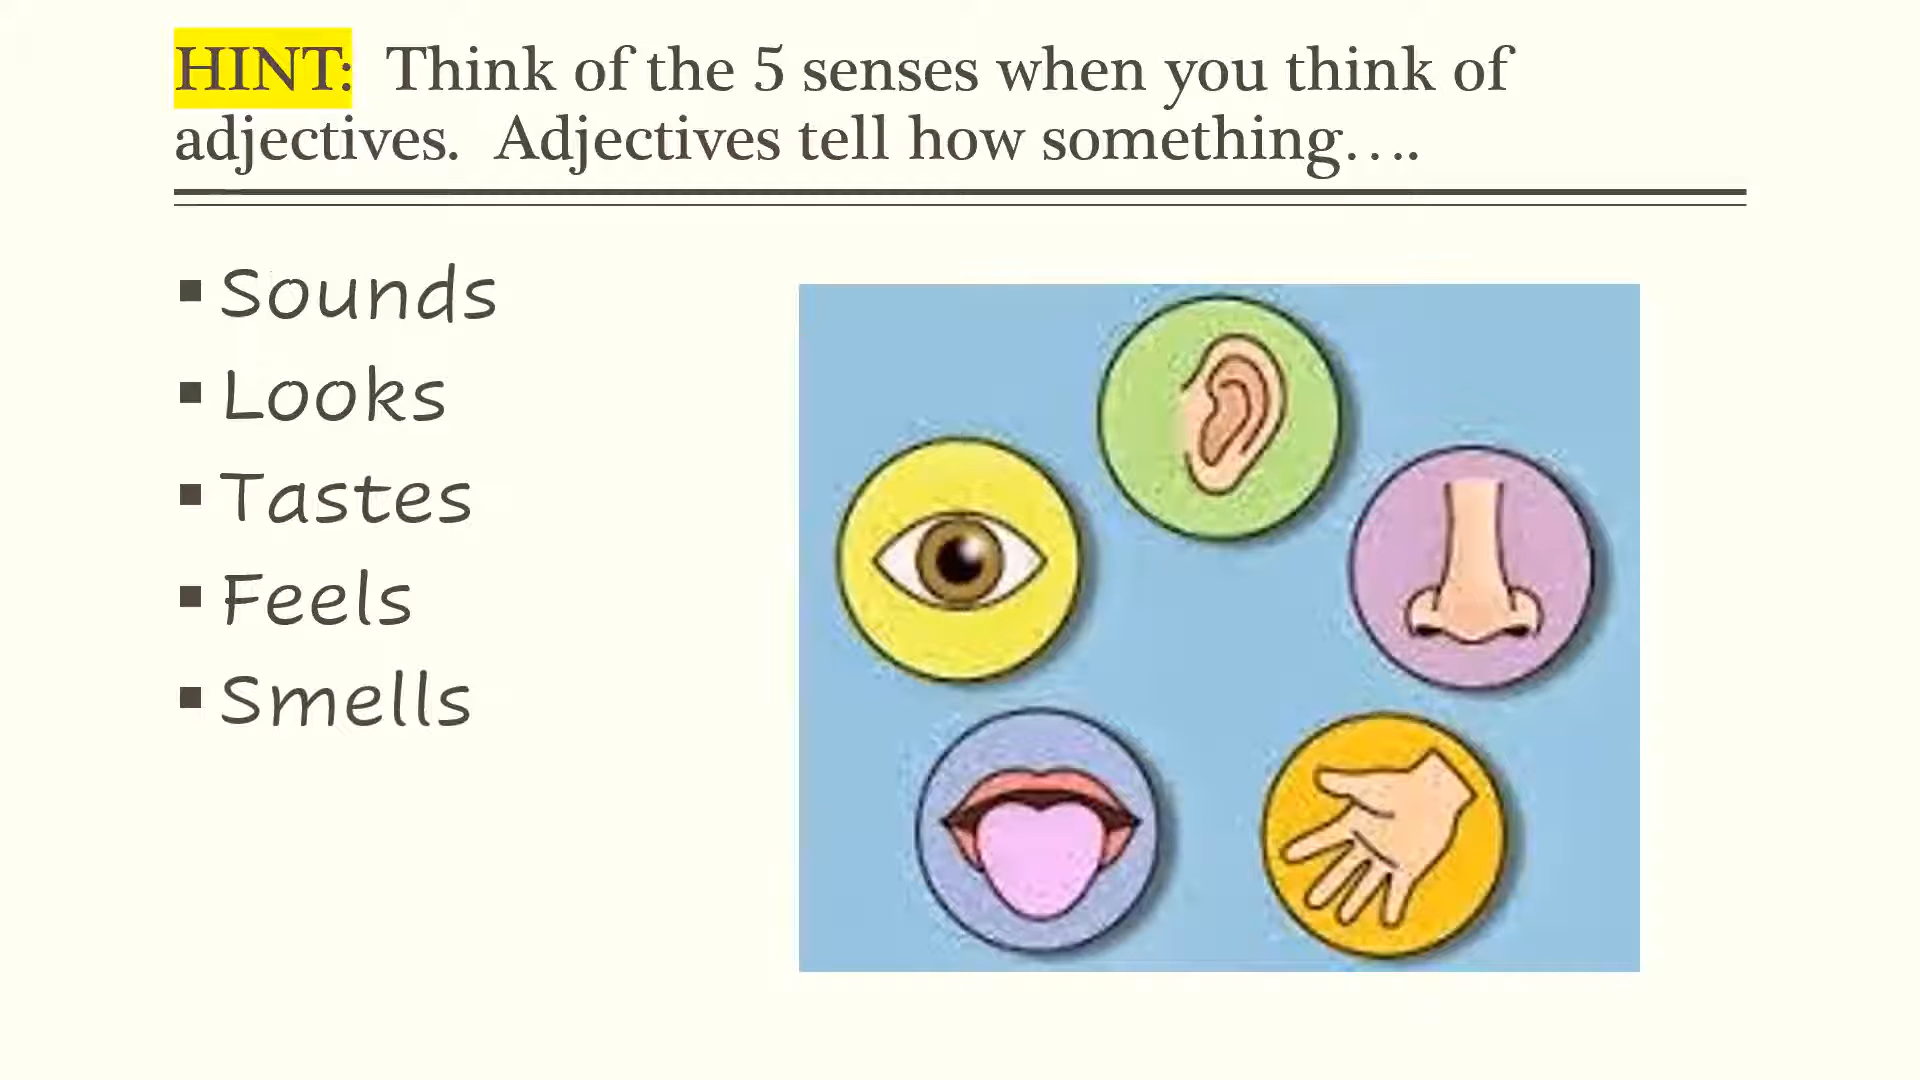 HINT: Think of the 5 senses when you think of
adjectives. Adjectives tell how something....
▪ Sounds
▪ Looks
▪ Tastes
▪ Feels
▪ Smells